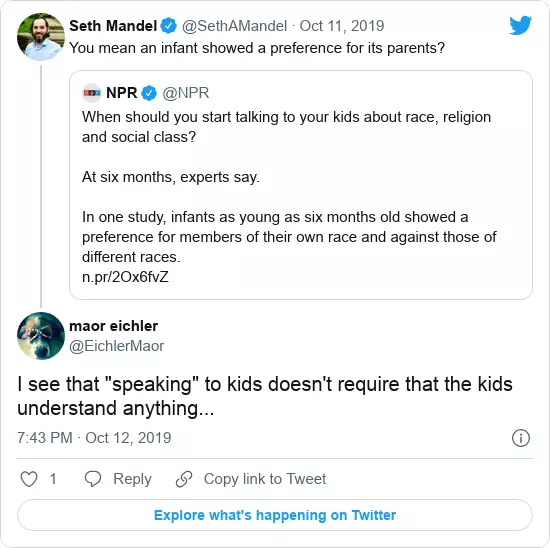 Seth Mandel @SethAMandel · Oct 11, 2019
You mean an infant showed a preference for its parents?
npr NPR @NPR
When should you start talking to your kids about race, religion
and social class?
At six months, experts say.
In one study, infants as young as six months old showed a
preference for members of their own race and against those of
different races.
n.pr/2Ox6fvZ
maor eichler
@EichlerMaor
I see that "speaking" to kids doesn't require that the kids
understand anything...
7:43 PM · Oct 12, 2019
1 Reply Copy link to Tweet
Explore what's happening on Twitter